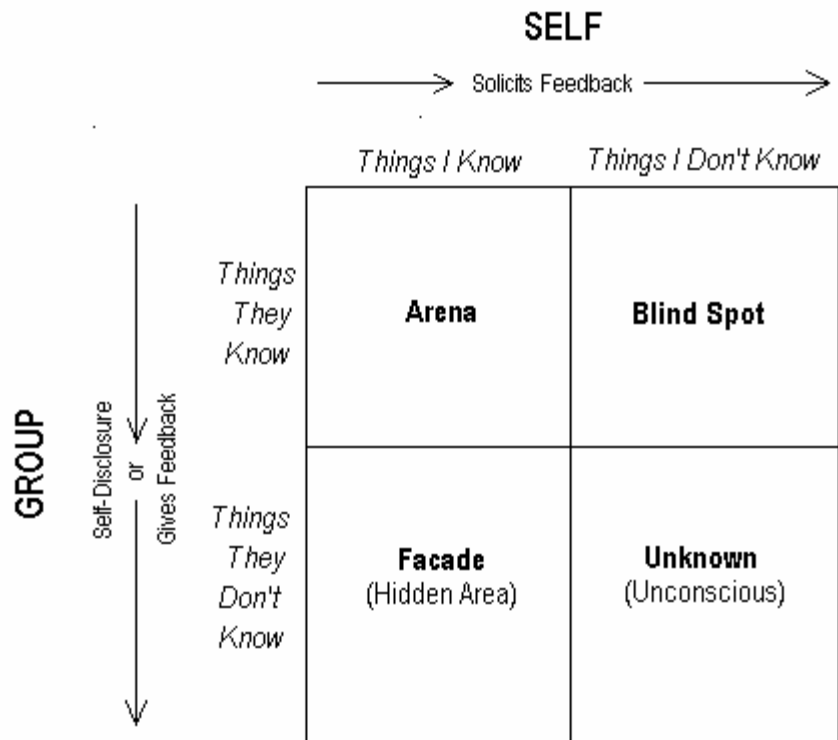 SELF
Solicits Feedback
Things I Know
Things I Don't Know
GROUP
Self-Disclosure
or
Gives Feedback
Things
They
Know
Arena
Blind Spot
Things
They
Don't
Know
Facade
(Hidden Area)
Unknown
(Unconscious)